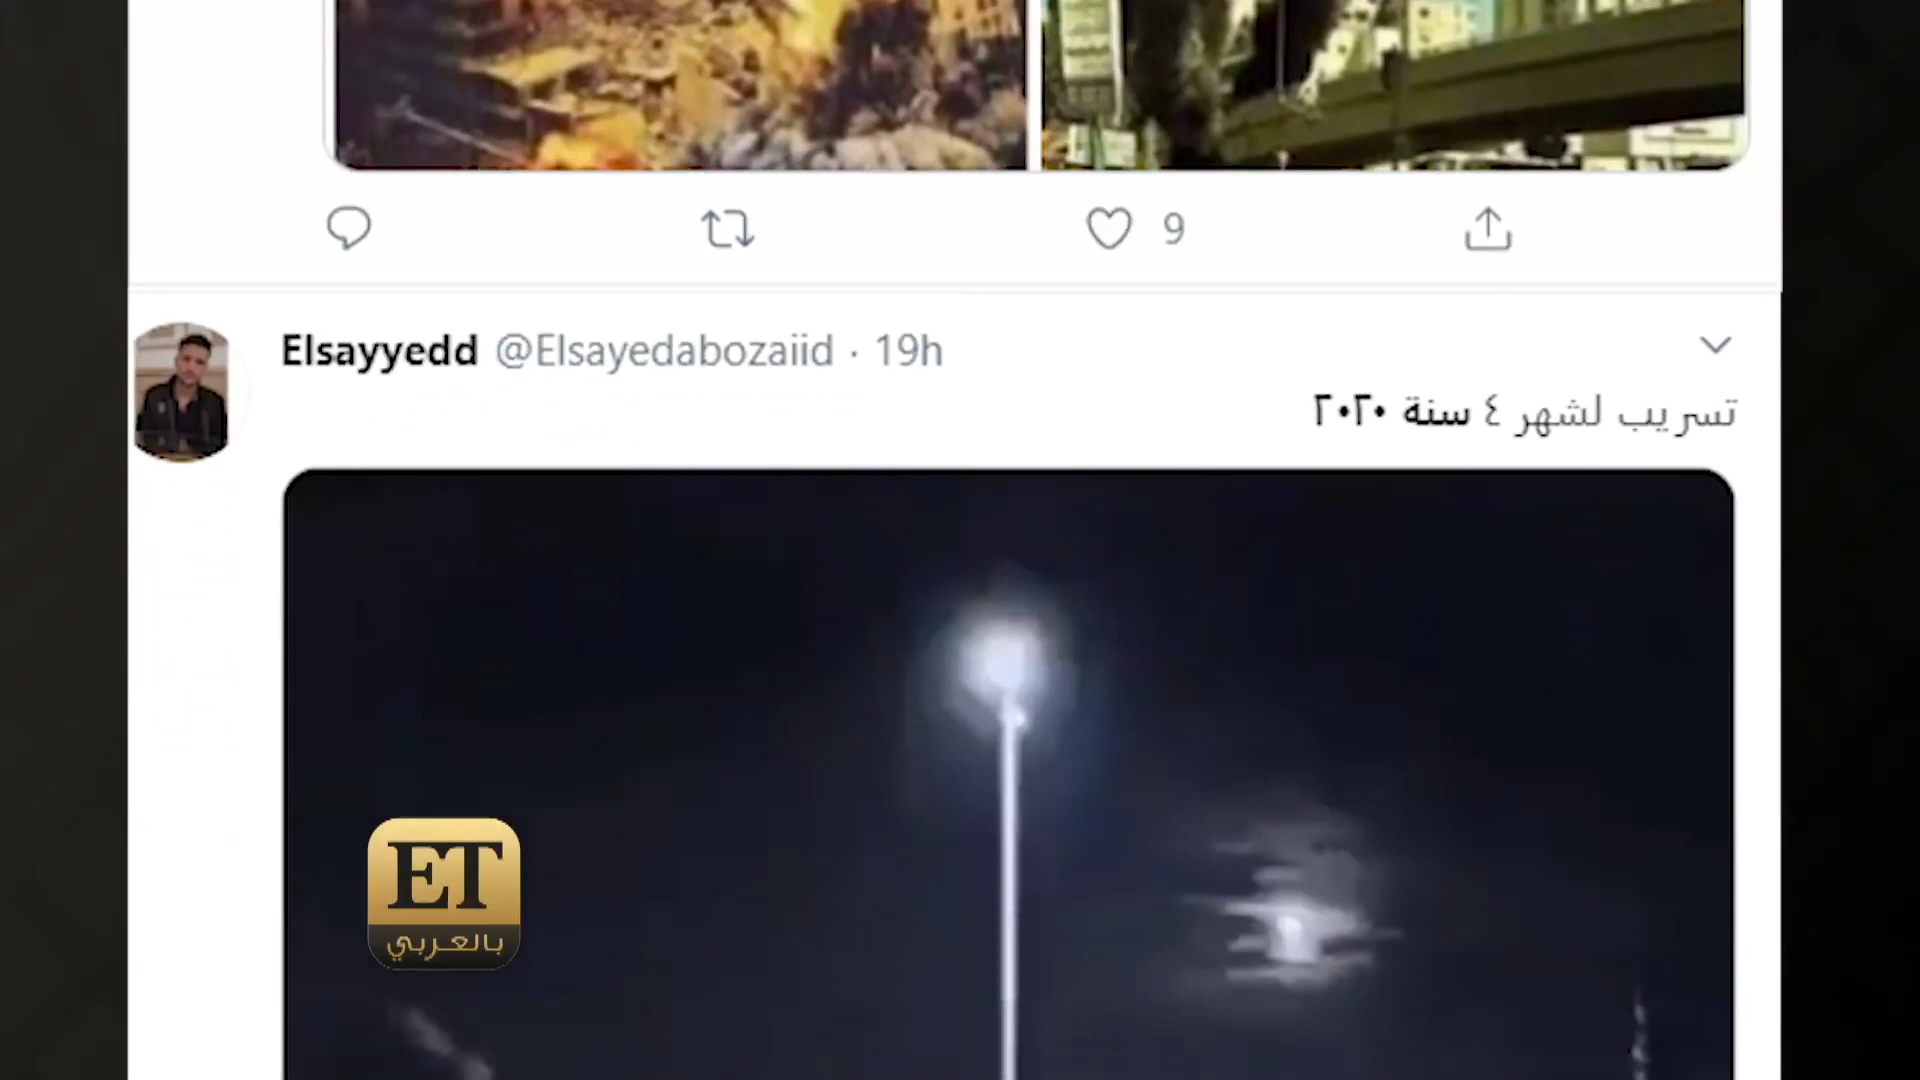 9
Elsayyedd @Elsayedabozaiid · 19h
تسريب لشهر ٤ سنة ٢٠٢٠
ET
بالعربي